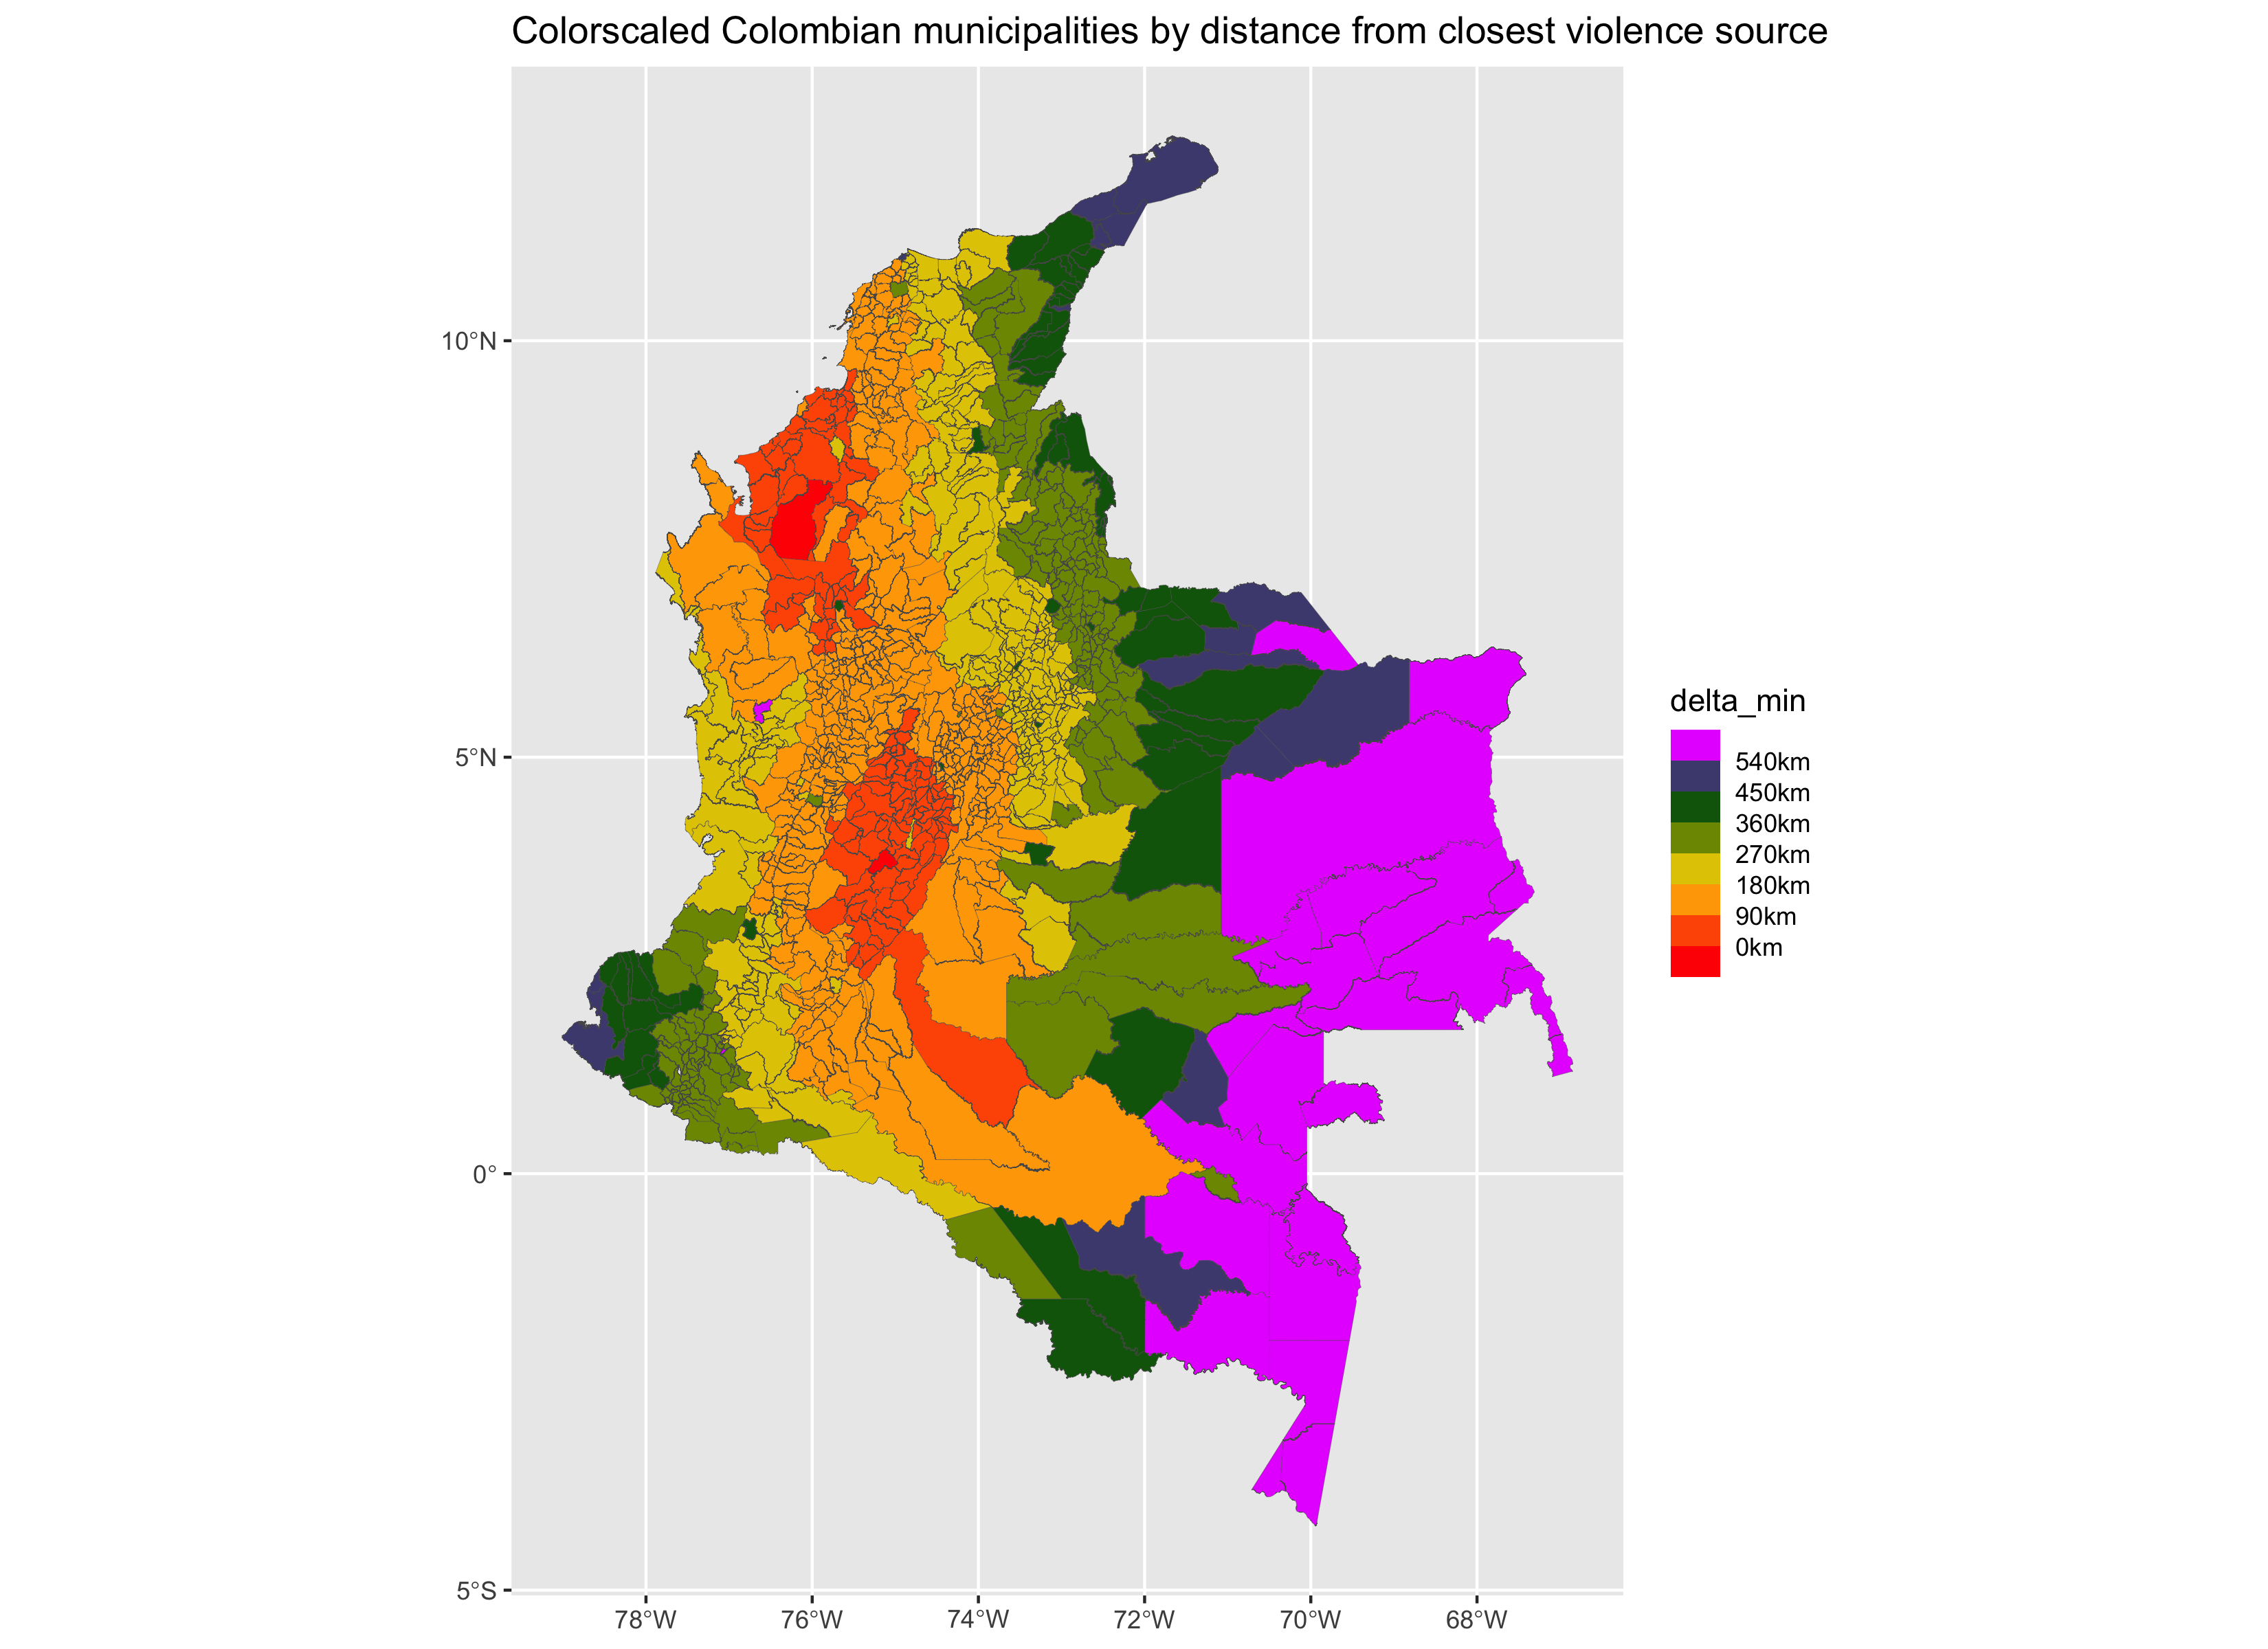 Colorscaled Colombian municipalities by distance from closest violence source
10°N
5°N
0°
5°S
78°W
76°W
74°W
72°W
70°W
68°W
delta_min
540km
450km
360km
270km
180km
90km
0km